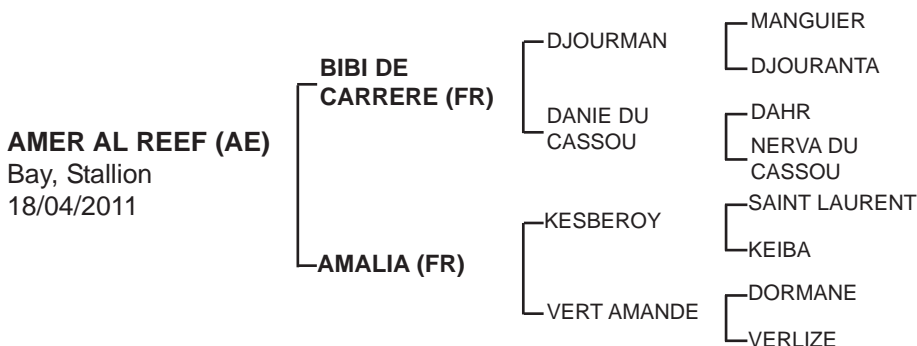 AMER AL REEF (AE)
Bay, Stallion
18/04/2011
BIBI DE
CARRERE (FR)
AMALIA (FR)
DJOURMAN
DANIE DU
CASSOU
KESBEROY
VERT AMANDE
MANGUIER
DJOURANTA
DAHR
NERVA DU
CASSOU
SAINT LAURENT
KEIBA
DORMANE
VERLIZE